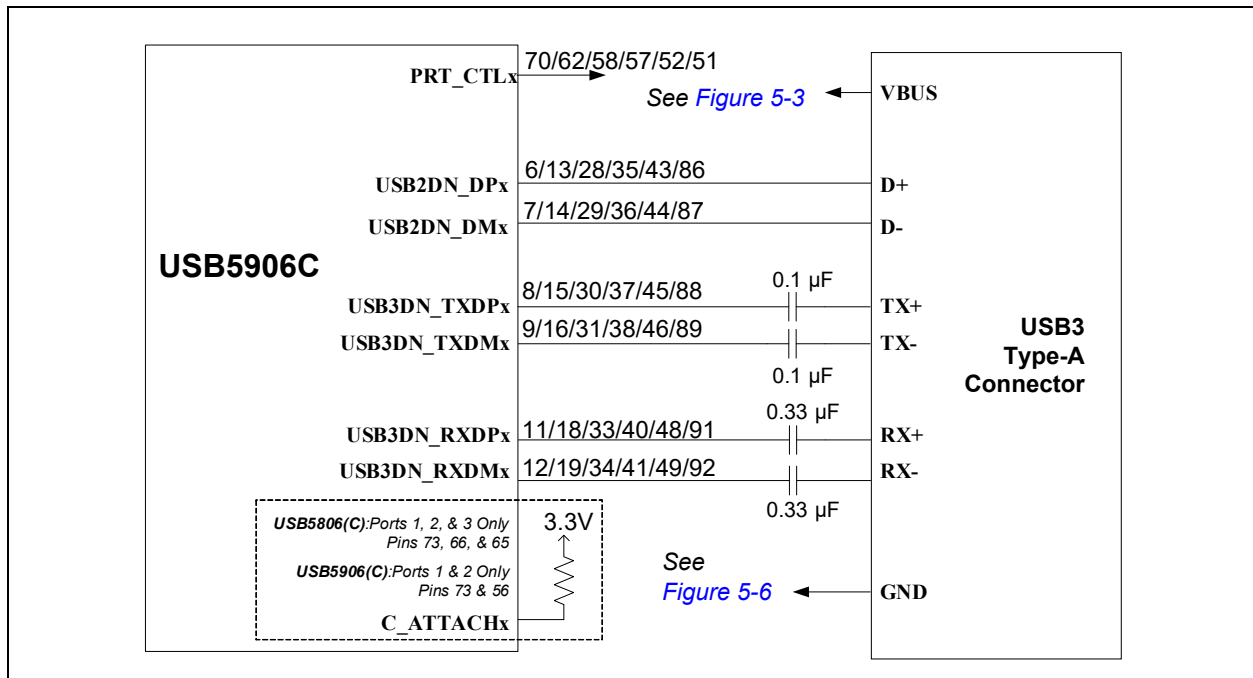 PRT_CTLx
70/62/58/57/52/51
See Figure 5-3
VBUS
USB2DN_DPx
6/13/28/35/43/86
D+
USB2DN_DMx
7/14/29/36/44/87
D-
USB5906C
0.1 µF
USB3DN_TXDPx
8/15/30/37/45/88
TX+
USB3DN_TXDMx
9/16/31/38/46/89
TX-
0.1 µF
USB3
Type-A
Connector
0.33 µF
USB3DN_RXDPx
11/18/33/40/48/91
RX+
USB3DN_RXDMx
12/19/34/41/49/92
RX-
0.33 µF
USB5806(C):Ports 1, 2, & 3 Only
Pins 73, 66, & 65
3.3V
USB5906(C):Ports 1 & 2 Only
Pins 73 & 56
C_ATTACHx
See
Figure 5-6
GND